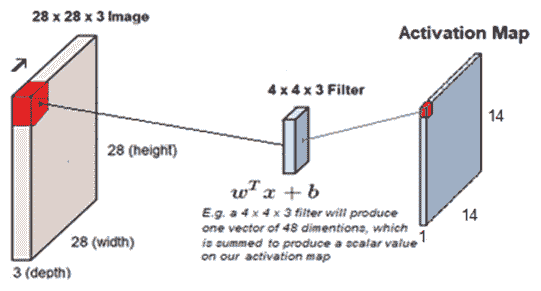 28 x 28 x 3 Image
Activation Map
4 x 4 x 3 Filter
14
28 (height)
wᵀ x + b
E.g. a 4 x 4 x 3 filter will produce
one vector of 48 dimentions, which
is summed to produce a scalar value
on our activation map
28 (width)
14
1
3 (depth)